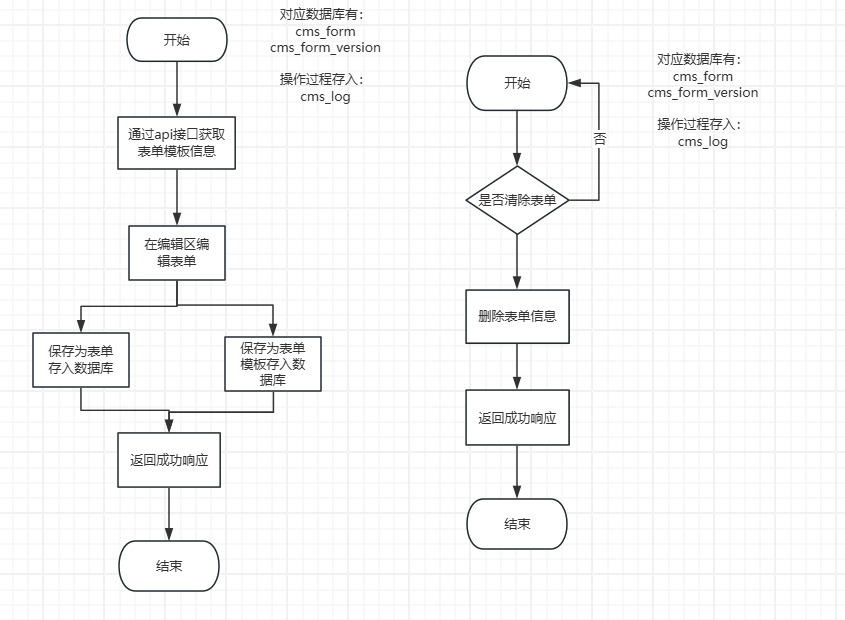 开始
对应数据库有：
cms_form
cms_form_version
操作过程存入：
cms_log
通过api接口获取
表单模板信息
在编辑区编
辑表单
保存为表单
存入数据库
保存为表单
模板存入数
据库
返回成功响应
结束
开始
对应数据库有：
cms_form
cms_form_version
操作过程存入：
cms_log
否
是否清除表单
删除表单信息
返回成功响应
结束